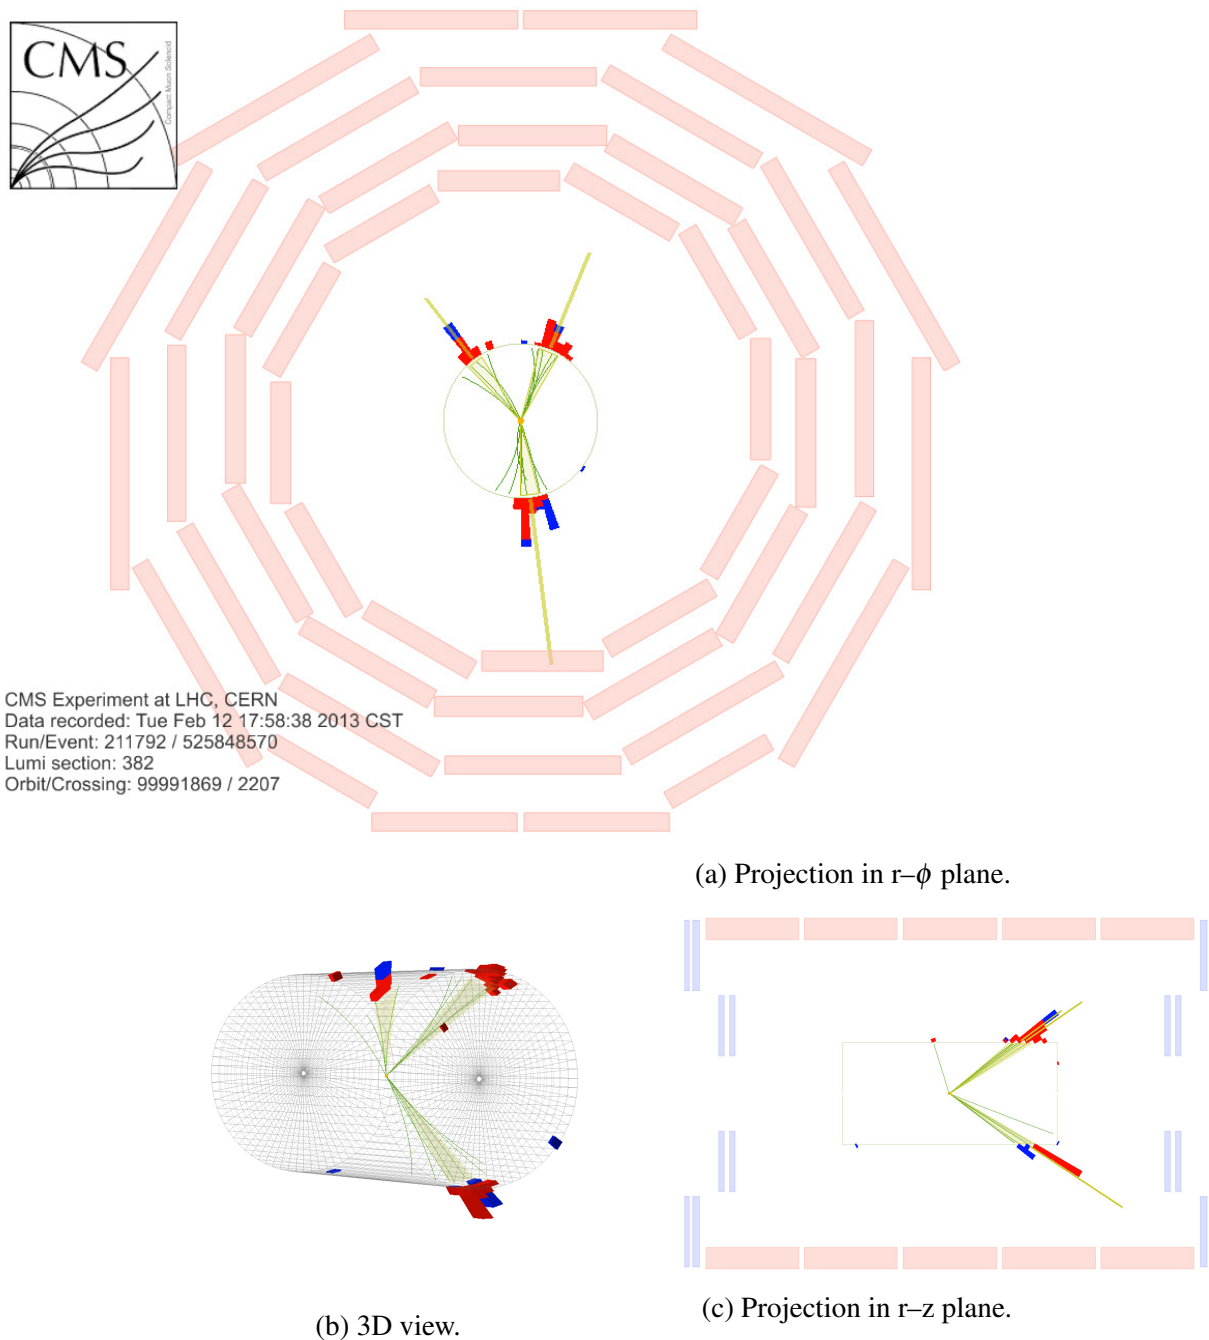 CMS
Compact Muon Solenoid
CMS Experiment at LHC, CERN
Data recorded: Tue Feb 12 17:58:38 2013 CST
Run/Event: 211792 / 525848570
Lumi section: 382
Orbit/Crossing: 99991869 / 2207
(a) Projection in r–ϕ plane.
(b) 3D view.
(c) Projection in r–z plane.